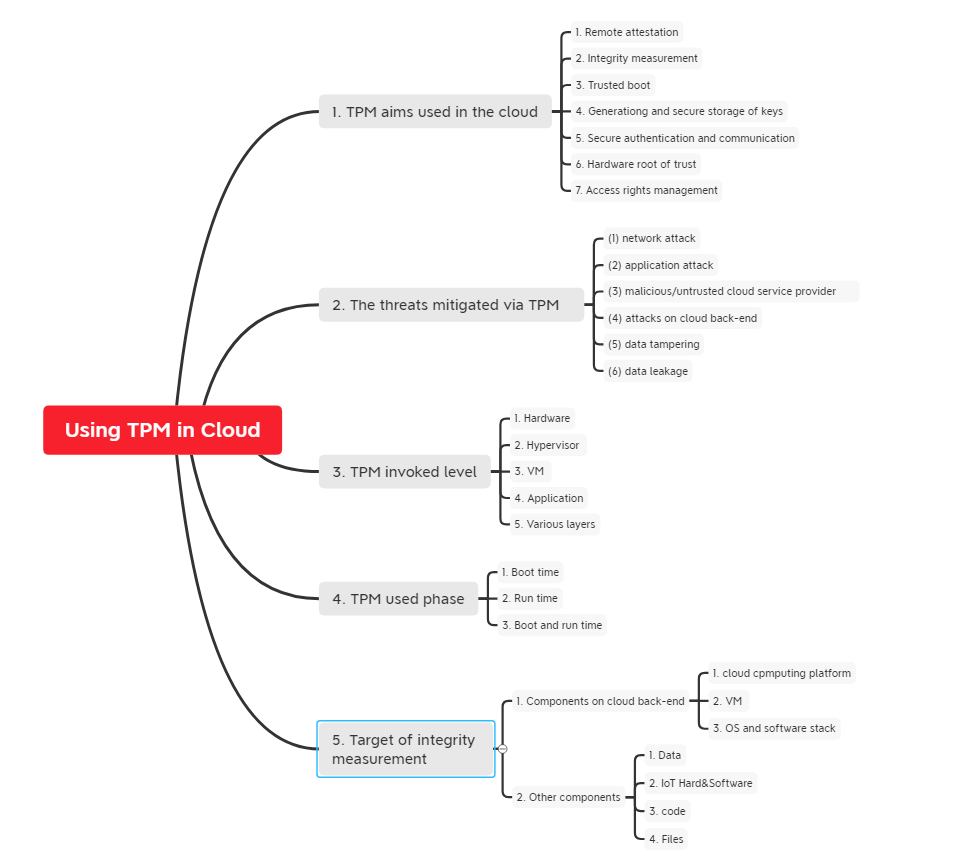 Using TPM in Cloud
1. TPM aims used in the cloud
1. Remote attestation
2. Integrity measurement
3. Trusted boot
4. Generationg and secure storage of keys
5. Secure authentication and communication
6. Hardware root of trust
7. Access rights management
2. The threats mitigated via TPM
(1) network attack
(2) application attack
(3) malicious/untrusted cloud service provider
(4) attacks on cloud back-end
(5) data tampering
(6) data leakage
3. TPM invoked level
1. Hardware
2. Hypervisor
3. VM
4. Application
5. Various layers
4. TPM used phase
1. Boot time
2. Run time
3. Boot and run time
5. Target of integrity
measurement
1. Components on cloud back-end
1. cloud cpmputing platform
2. VM
3. OS and software stack
2. Other components
1. Data
2. IoT Hard&Software
3. code
4. Files